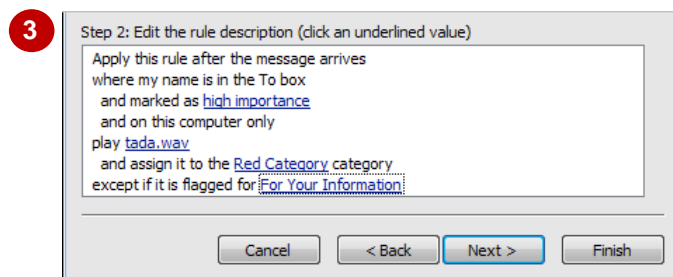 3
Step 2: Edit the rule description (click an underlined value)
Apply this rule after the message arrives
where my name is in the To box
and marked as high importance
and on this computer only
play tada.wav
and assign it to the Red Category category
except if it is flagged for For Your Information
Cancel < Back Next > Finish